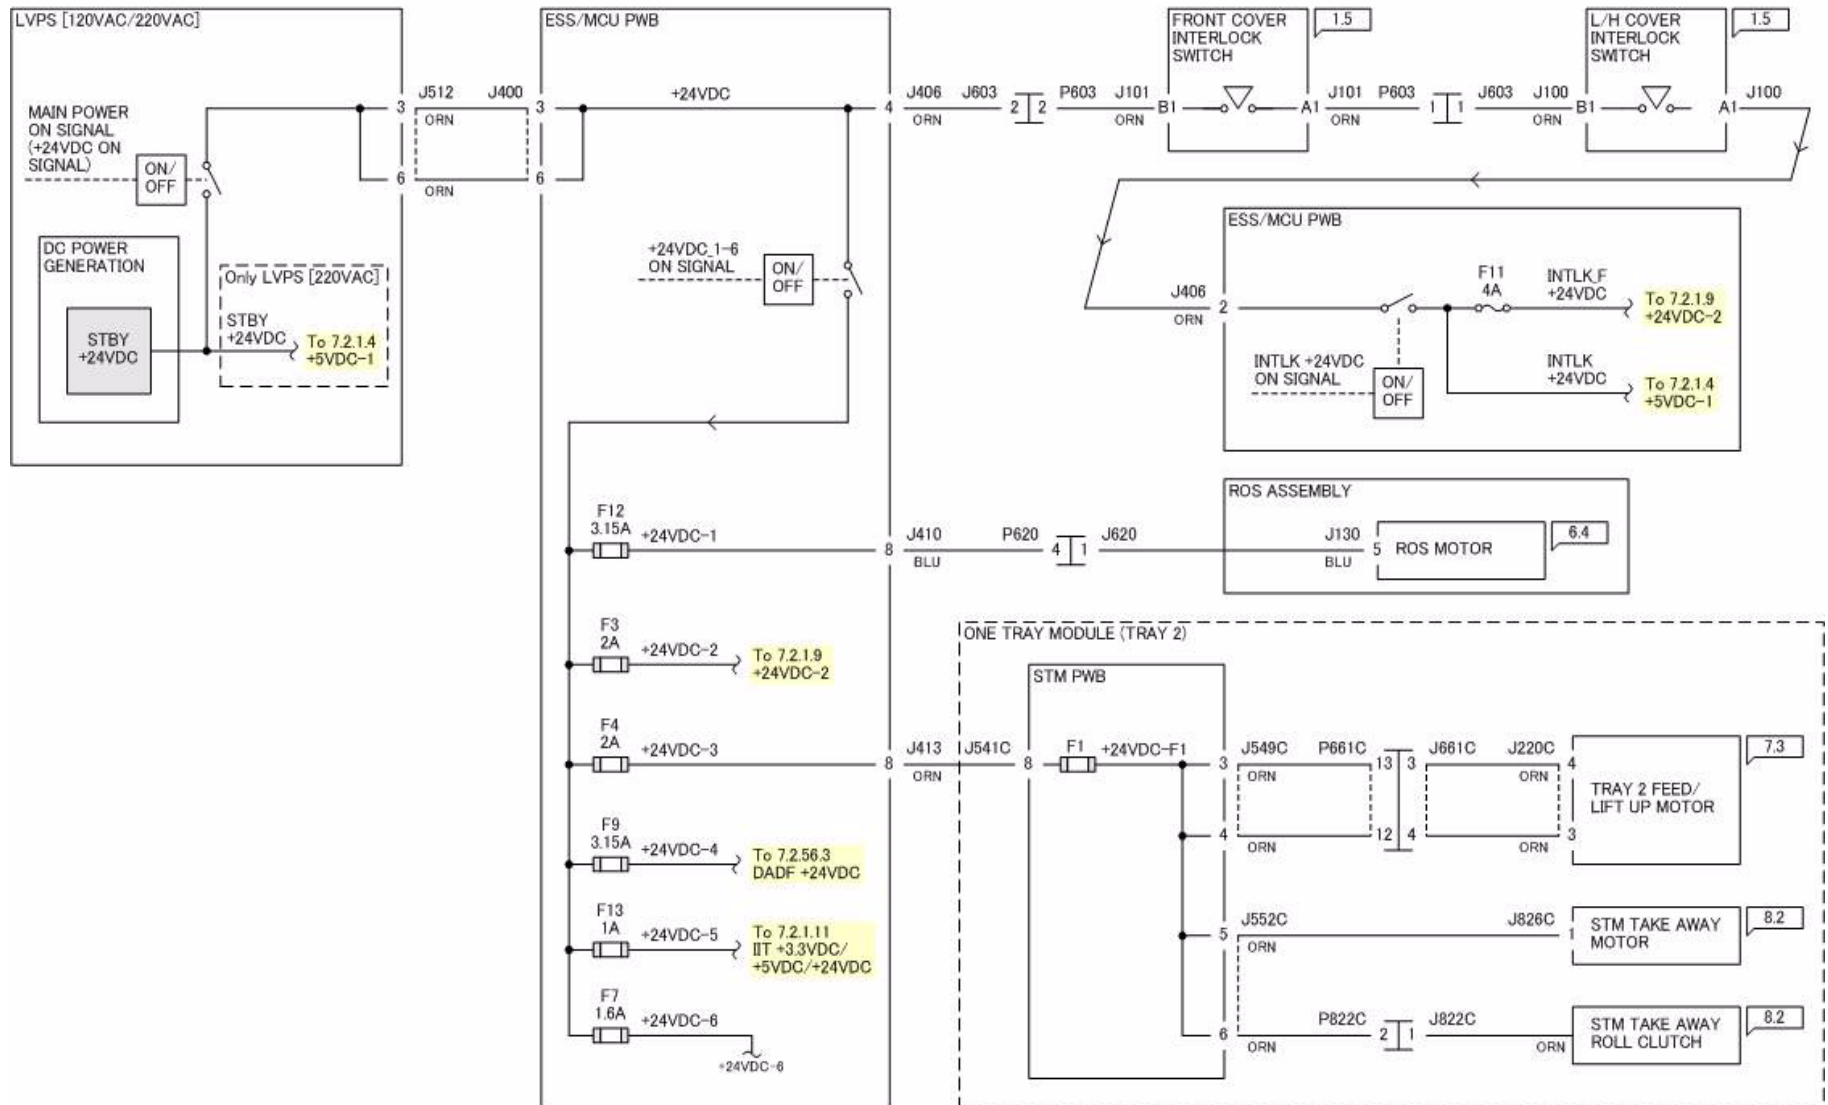 LVPS [120VAC/220VAC]
MAIN POWER
ON SIGNAL
(+24VDC ON
SIGNAL)
ON/
OFF
DC POWER
GENERATION
STBY
+24VDC
Only LVPS [220VAC]
STBY
+24VDC
To 7.2.1.4
+5VDC-1
3
6
J512
J400
ORN
ORN
ESS/MCU PWB
3
6
+24VDC
4
+24VDC_1-6
ON SIGNAL
ON/
OFF
J406
ORN
J603
2
2
P603
J101
ORN
FRONT COVER
INTERLOCK
SWITCH
1.5
B1
A1
J101
ORN
P603
1
1
J603
J100
ORN
L/H COVER
INTERLOCK
SWITCH
1.5
B1
A1
J100
ESS/MCU PWB
J406
ORN
2
F11
4A
INTLK_F
+24VDC
To 7.2.1.9
+24VDC-2
INTLK +24VDC
ON SIGNAL
ON/
OFF
INTLK
+24VDC
To 7.2.1.4
+5VDC-1
F12
3.15A
+24VDC-1
8
J410
BLU
P620
4
1
J620
ROS ASSEMBLY
J130
BLU
5
ROS MOTOR
6.4
F3
2A
+24VDC-2
To 7.2.1.9
+24VDC-2
F4
2A
+24VDC-3
8
J413
ORN
ONE TRAY MODULE (TRAY 2)
J541C
8
STM PWB
F1
+24VDC-F1
3
4
5
6
J549C
ORN
ORN
P661C
13
3
12
4
J661C
J220C
ORN
ORN
4
3
TRAY 2 FEED/
LIFT UP MOTOR
7.3
F9
3.15A
+24VDC-4
To 7.2.56.3
DADF +24VDC
F13
1A
+24VDC-5
To 7.2.1.11
IIT +3.3VDC/
+5VDC/+24VDC
J552C
ORN
J826C
1
STM TAKE AWAY
MOTOR
8.2
F7
1.6A
+24VDC-6
+24VDC-6
ORN
P822C
2
1
J822C
ORN
STM TAKE AWAY
ROLL CLUTCH
8.2